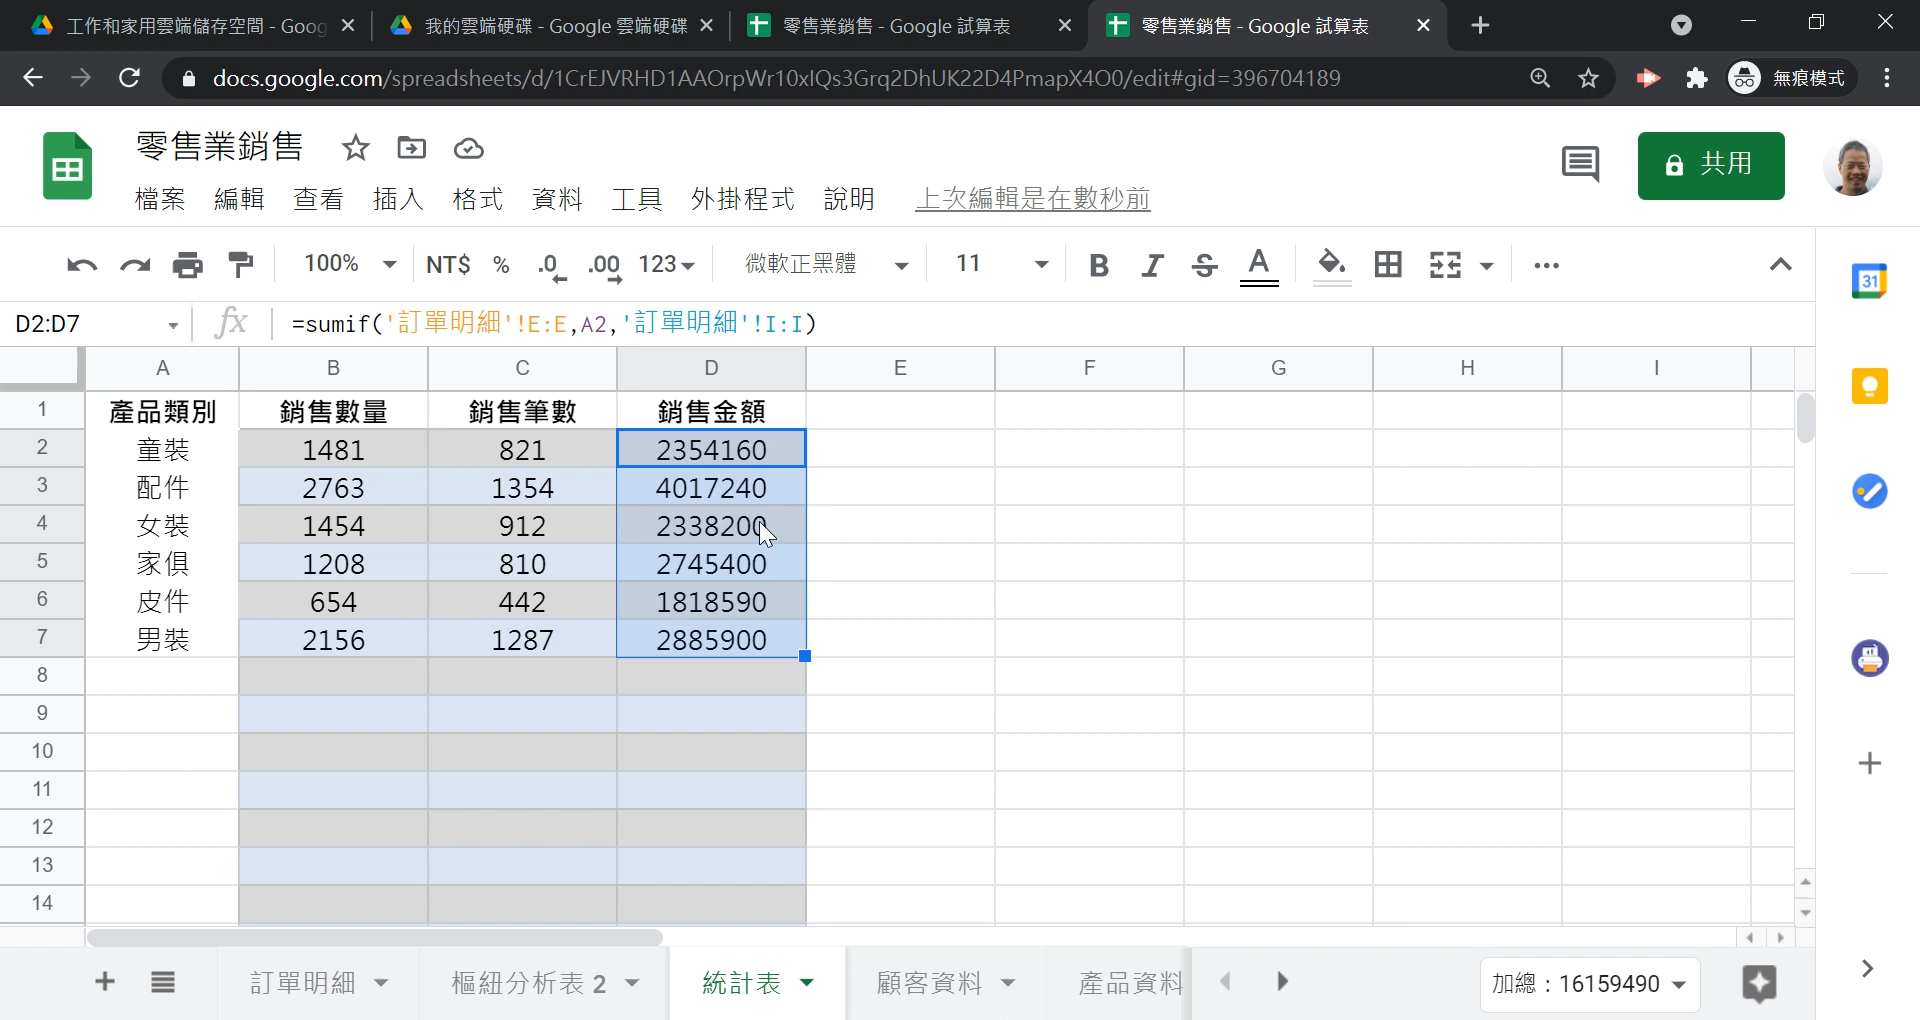 工作和家用雲端儲存空間 - Goog
我的雲端硬碟 - Google 雲端硬碟
零售業銷售 - Google 試算表
零售業銷售 - Google 試算表
docs.google.com/spreadsheets/d/1CrEJVRHD1AAOrpWr10xIQs3Grq2DhUK22D4PmapX4O0/edit#gid=396704189
無痕模式
零售業銷售
共用
檔案 編輯 查看 插入 格式 資料 工具 外掛程式 說明 上次編輯是在數秒前
100% NT$ % .0 .00 123 微軟正黑體 11 B I S A
31
D2:D7 fx =sumif('訂單明細'!E:E,A2,'訂單明細'!I:I)
A B C D E F G H I
1 產品類別 銷售數量 銷售筆數 銷售金額
2 童裝 1481 821 2354160
3 配件 2763 1354 4017240
4 女裝 1454 912 2338200
5 家俱 1208 810 2745400
6 皮件 654 442 1818590
7 男裝 2156 1287 2885900
8
9
10
11
12
13
14
訂單明細 樞紐分析表 2 統計表 顧客資料 產品資料 加總：16159490